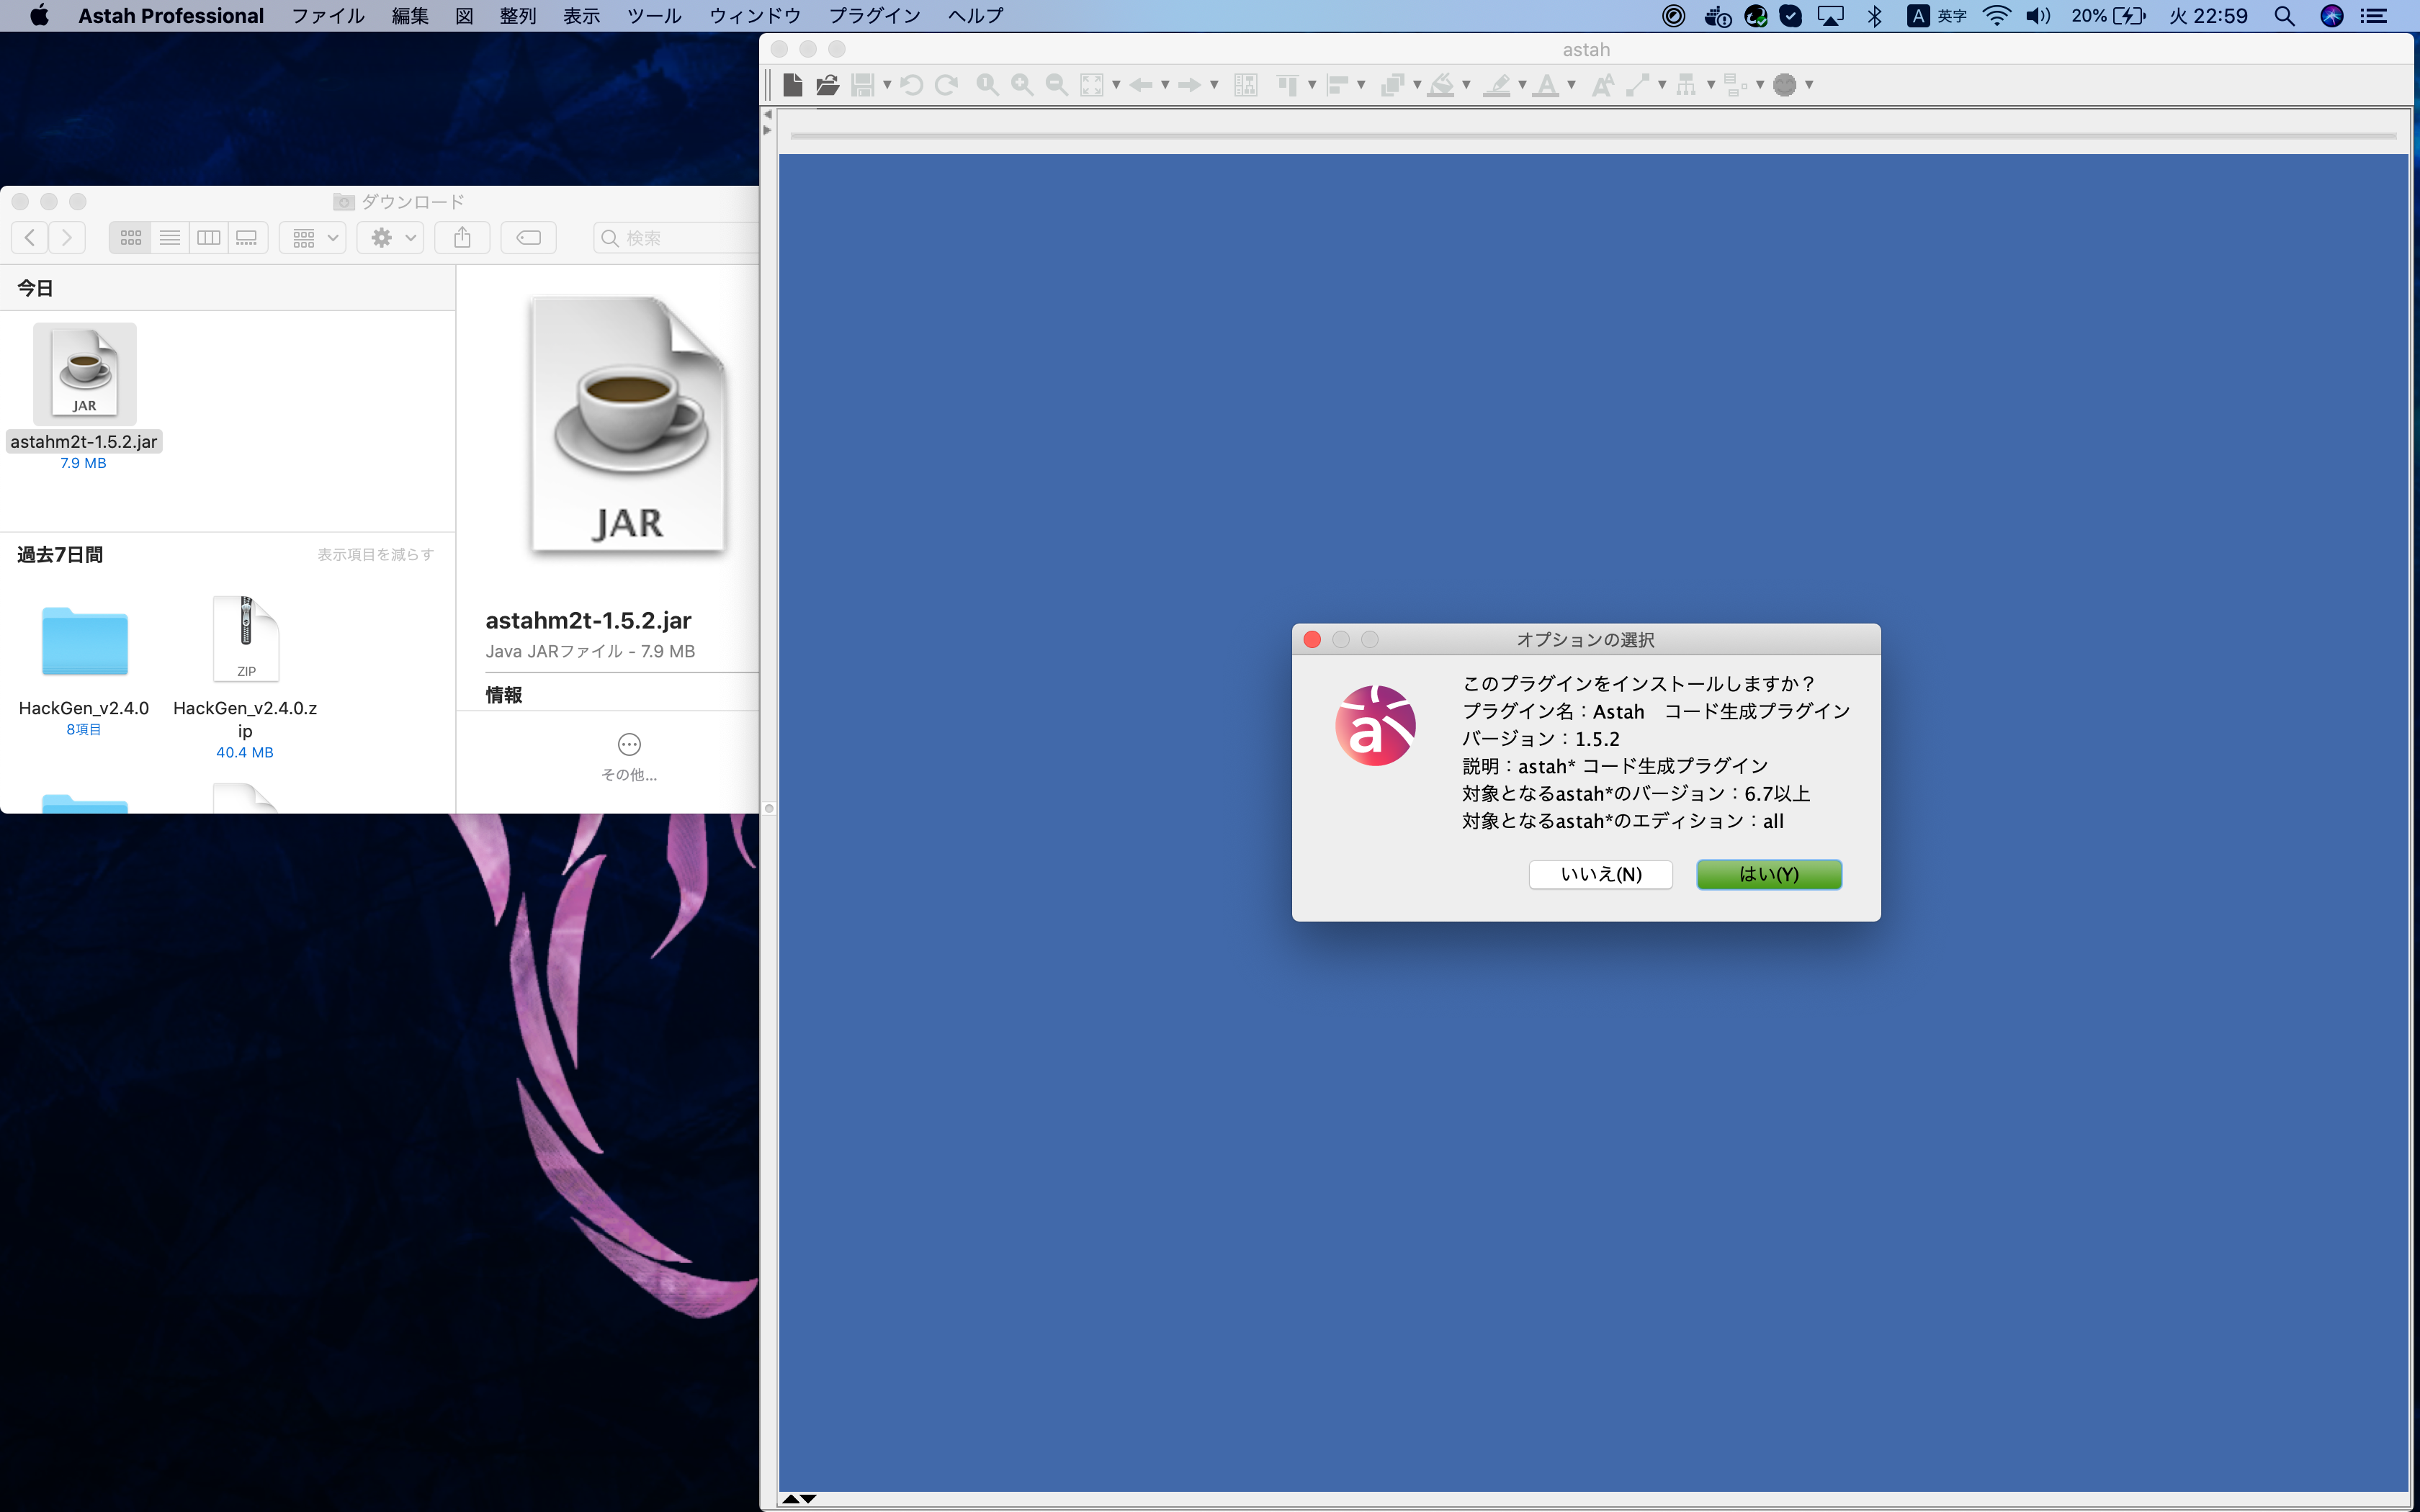 Astah Professional ファイル 編集 図 整列 表示 ツール ウィンドウ プラグイン ヘルプ
A 英字 20% 火 22:59
astah
ダウンロード
検索
今日
JAR
astahm2t-1.5.2.jar
7.9 MB
過去7日間 表示項目を減らす
HackGen_v2.4.0
8項目
ZIP
HackGen_v2.4.0.z
ip
40.4 MB
JAR
astahm2t-1.5.2.jar
Java JARファイル - 7.9 MB
情報
その他...
オプションの選択
a
このプラグインをインストールしますか？
プラグイン名：Astah　コード生成プラグイン
バージョン：1.5.2
説明：astah* コード生成プラグイン
対象となるastah*のバージョン：6.7以上
対象となるastah*のエディション：all
いいえ(N) はい(Y)